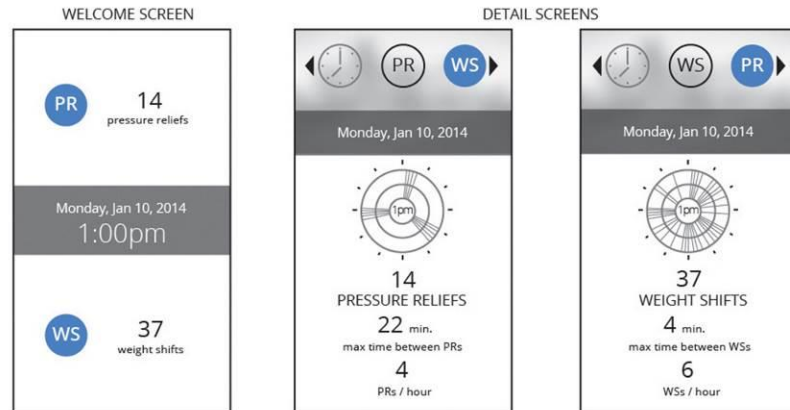 WELCOME SCREEN
PR
14
pressure reliefs
Monday, Jan 10, 2014
1:00pm
WS
37
weight shifts
DETAIL SCREENS
PR
WS
Monday, Jan 10, 2014
1pm
14
PRESSURE RELIEFS
22 min.
max time between PRs
4
PRs / hour
WS
PR
Monday, Jan 10, 2014
1pm
37
WEIGHT SHIFTS
4 min.
max time between WSs
6
WSs / hour